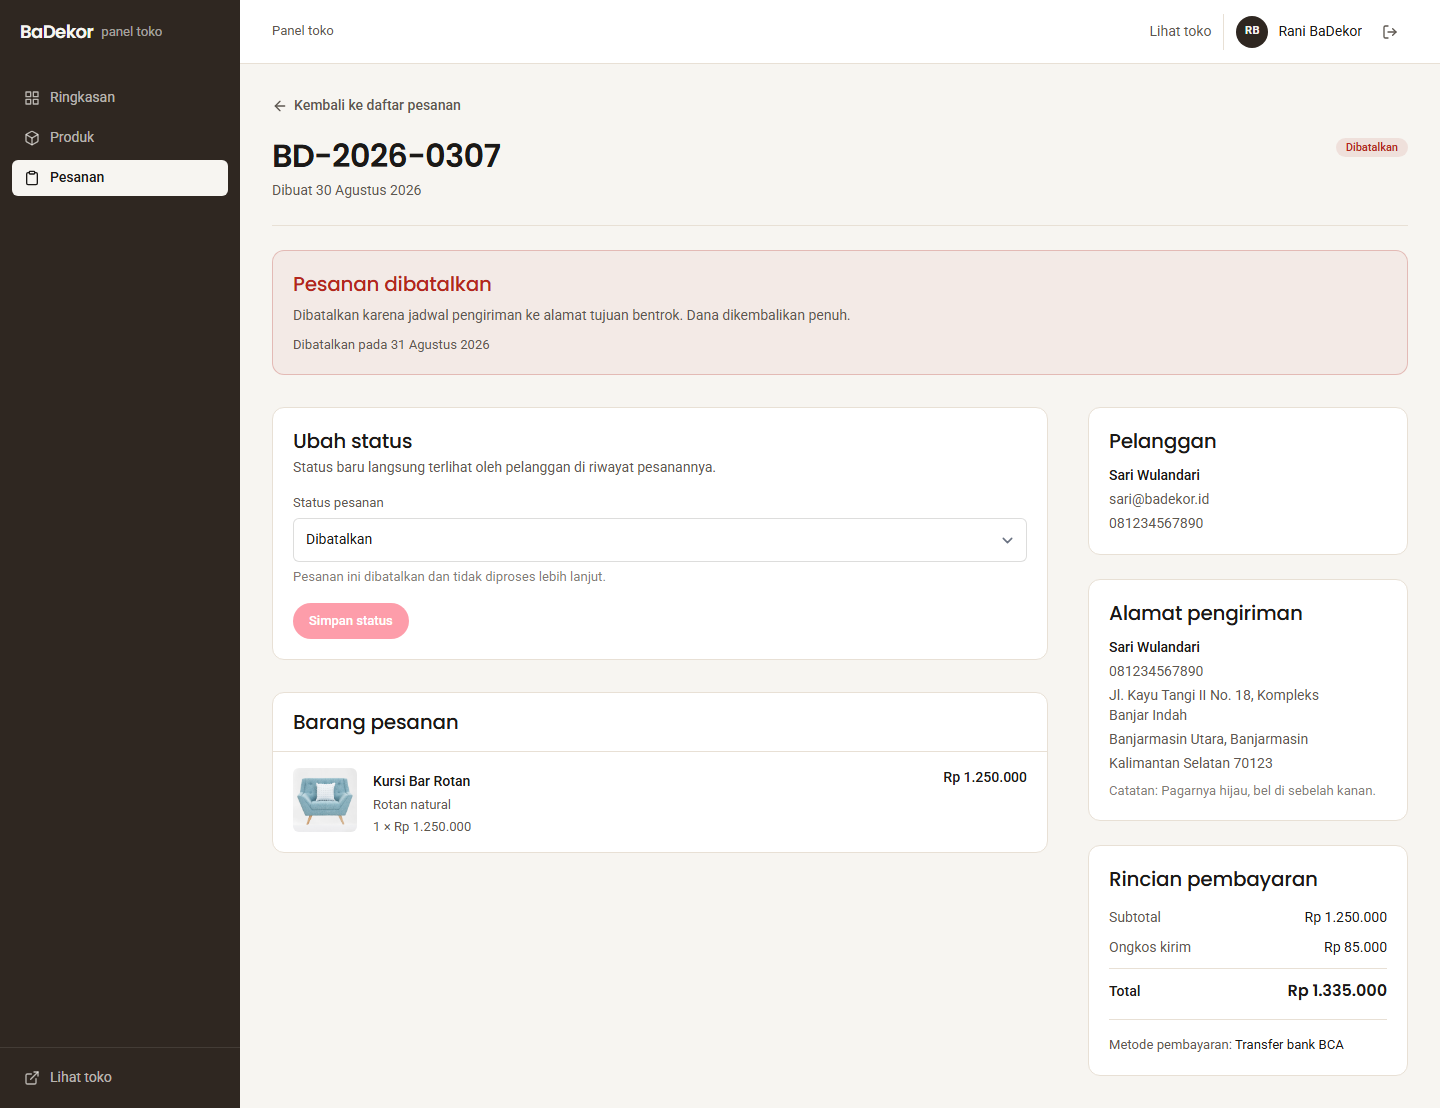 BaDekor panel toko
Ringkasan
Produk
Pesanan
Lihat toko
Panel toko
Lihat toko
RB
Rani BaDekor
Kembali ke daftar pesanan
BD-2026-0307
Dibatalkan
Dibuat 30 Agustus 2026
Pesanan dibatalkan
Dibatalkan karena jadwal pengiriman ke alamat tujuan bentrok. Dana dikembalikan penuh.
Dibatalkan pada 31 Agustus 2026
Ubah status
Status baru langsung terlihat oleh pelanggan di riwayat pesanannya.
Status pesanan
Dibatalkan
Pesanan ini dibatalkan dan tidak diproses lebih lanjut.
Simpan status
Barang pesanan
Kursi Bar Rotan
Rp 1.250.000
Rotan natural
1 × Rp 1.250.000
Pelanggan
Sari Wulandari
sari@badekor.id
081234567890
Alamat pengiriman
Sari Wulandari
081234567890
Jl. Kayu Tangi II No. 18, Kompleks
Banjar Indah
Banjarmasin Utara, Banjarmasin
Kalimantan Selatan 70123
Catatan: Pagarnya hijau, bel di sebelah kanan.
Rincian pembayaran
Subtotal Rp 1.250.000
Ongkos kirim Rp 85.000
Total Rp 1.335.000
Metode pembayaran: Transfer bank BCA